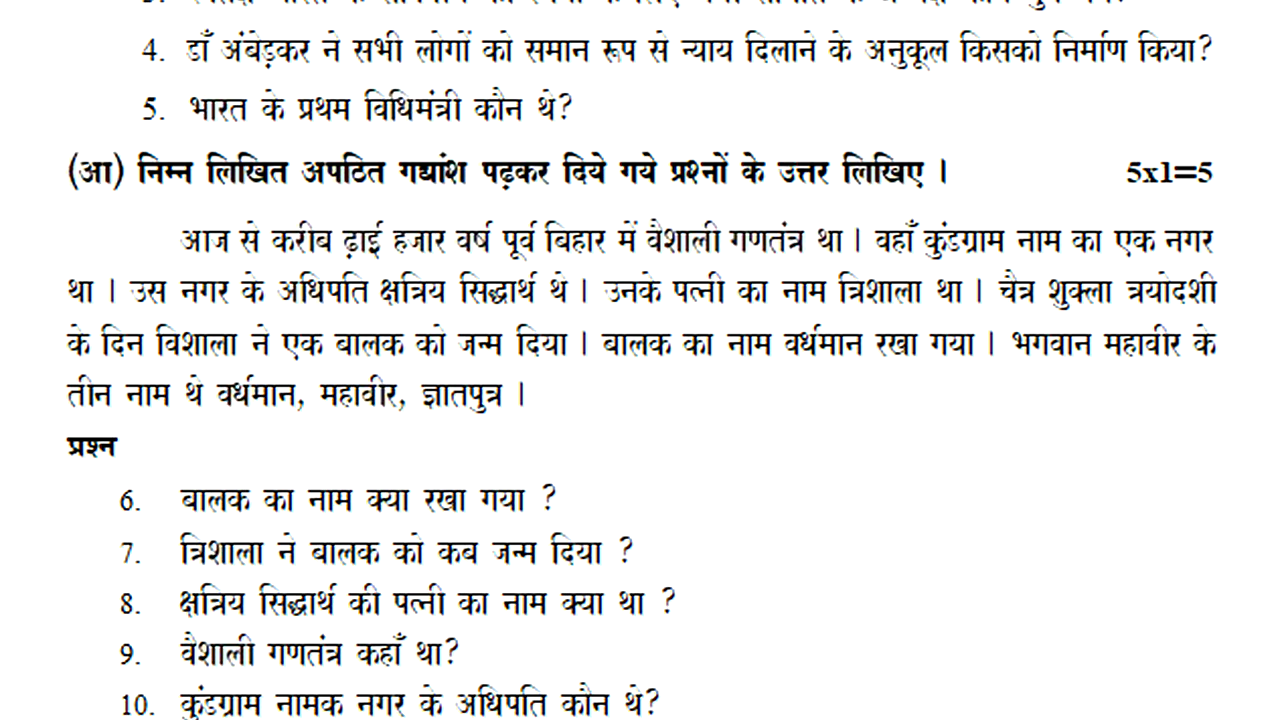 4. डाँ अंबेड़कर ने सभी लोगों को समान रूप से न्याय दिलाने के अनुकूल किसको निर्माण किया?
5. भारत के प्रथम विधिमंत्री कौन थे?
(आ) निम्न लिखित अपठित गद्यांश पढ़कर दिये गये प्रश्नों के उत्तर लिखिए । 5x1=5
आज से करीब ढ़ाई हजार वर्ष पूर्व बिहार में वैशाली गणतंत्र था । वहाँ कुंडग्राम नाम का एक नगर
था । उस नगर के अधिपति क्षत्रिय सिद्धार्थ थे । उनके पत्नी का नाम त्रिशाला था । चैत्र शुक्ला त्रयोदशी
के दिन विशाला ने एक बालक को जन्म दिया । बालक का नाम वर्धमान रखा गया । भगवान महावीर के
तीन नाम थे वर्धमान, महावीर, ज्ञातपुत्र ।
प्रश्न
6. बालक का नाम क्या रखा गया ?
7. त्रिशाला ने बालक को कब जन्म दिया ?
8. क्षत्रिय सिद्धार्थ की पत्नी का नाम क्या था ?
9. वैशाली गणतंत्र कहाँ था?
10. कुंडग्राम नामक नगर के अधिपति कौन थे?